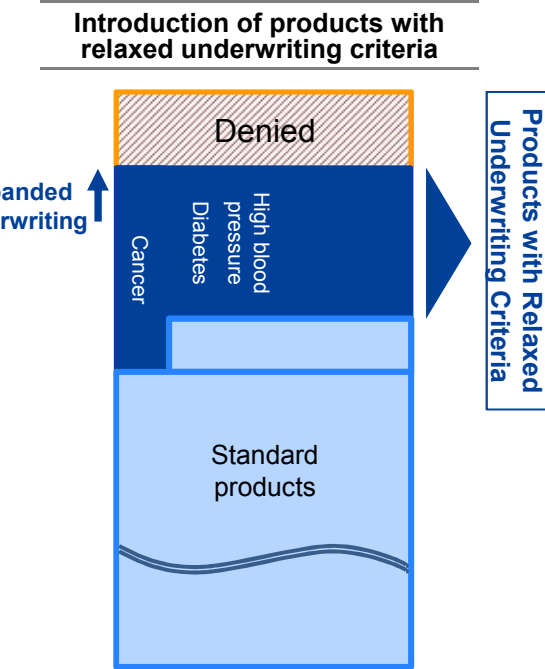 Introduction of products with
relaxed underwriting criteria
Denied
panded
rwriting
High blood
pressure
Diabetes
Cancer
Products with Relaxed
Underwriting Criteria
Standard
products